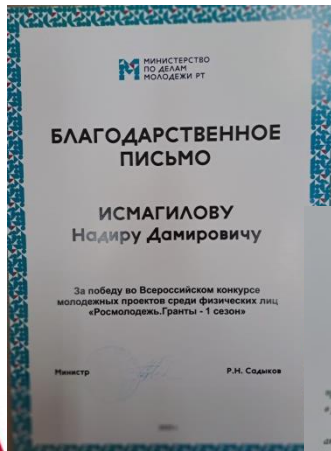 МИНИСТЕРСТВО
ПО ДЕЛАМ
МОЛОДЕЖИ РТ
БЛАГОДАРСТВЕННОЕ
ПИСЬМО
ИСМАГИЛОВУ
Надиру Дамировичу
За победу во Всероссийском конкурсе
молодежных проектов среди физических лиц
«Росмолодежь.Гранты - 1 сезон»
Министр
Р.Н. Садыков